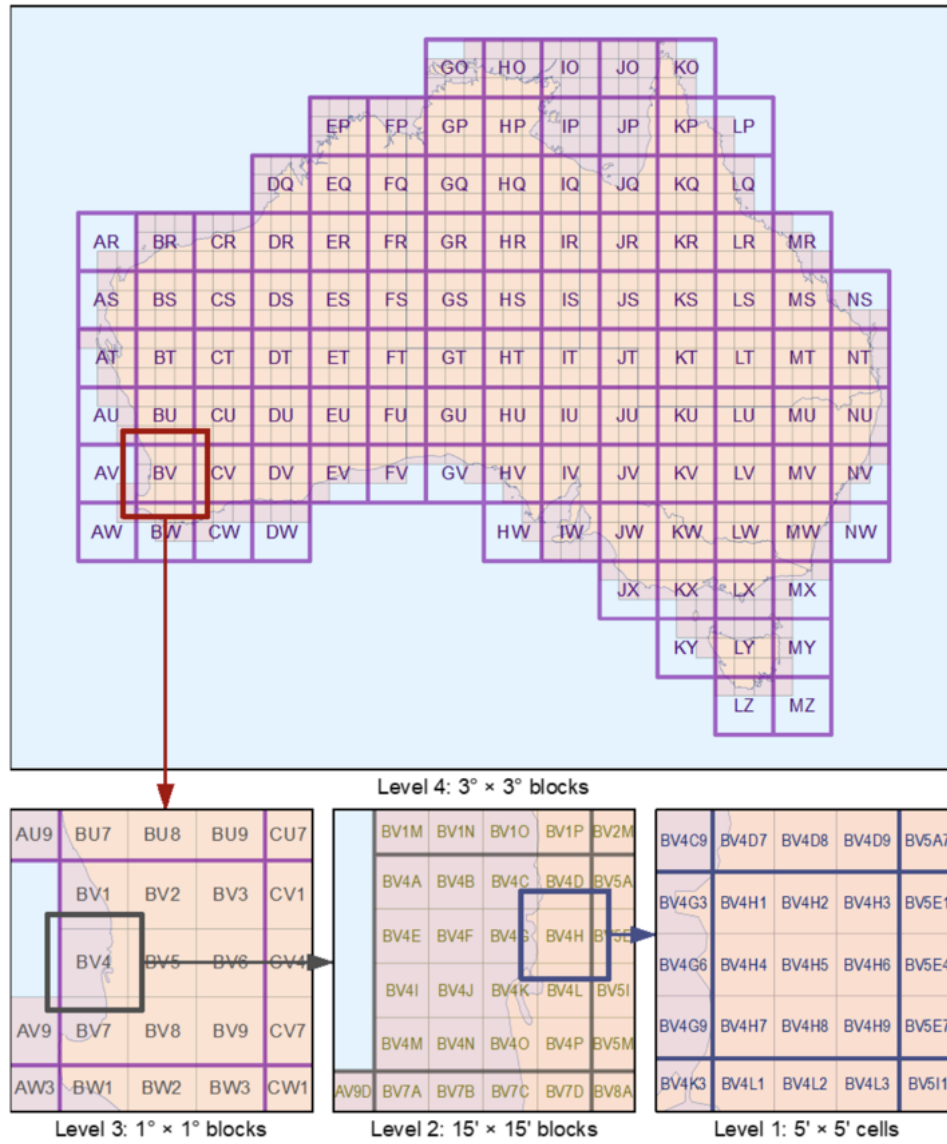 GO HO IO JO KO
EP FP GP HP IP JP KP LP
DQ EQ FQ GQ HQ IQ JQ KQ LQ
AR BR CR DR ER FR GR HR IR JR KR LR MR
AS BS CS DS ES FS GS HS IS JS KS LS MS NS
AT BT CT DT ET FT GT HT IT JT KT LT MT NT
AU BU CU DU EU FU GU HU IU JU KU LU MU NU
AV BV CV DV EV FV GV HV IV JV KV LV MV NV
AW BW CW DW HW IW JW KW LW MW NW
JX KX LX MX
KY LY MY
LZ MZ
Level 4: 3° × 3° blocks
AU9 BU7 BU8 BU9 CU7
BV1 BV2 BV3 CV1
BV4 BV5 BV6 CV4
AV9 BV7 BV8 BV9 CV7
AW3 BW1 BW2 BW3 CW1
Level 3: 1° × 1° blocks
BV1M BV1N BV1O BV1P BV2M
BV4A BV4B BV4C BV4D BV5A
BV4E BV4F BV4G BV4H BV5E
BV4I BV4J BV4K BV4L BV5I
BV4M BV4N BV4O BV4P BV5M
AV9D BV7A BV7B BV7C BV7D BV8A
Level 2: 15' × 15' blocks
BV4C9 BV4D7 BV4D8 BV4D9 BV5A7
BV4G3 BV4H1 BV4H2 BV4H3 BV5E1
BV4G6 BV4H4 BV4H5 BV4H6 BV5E4
BV4G9 BV4H7 BV4H8 BV4H9 BV5E7
BV4K3 BV4L1 BV4L2 BV4L3 BV5I1
Level 1: 5' × 5' cells